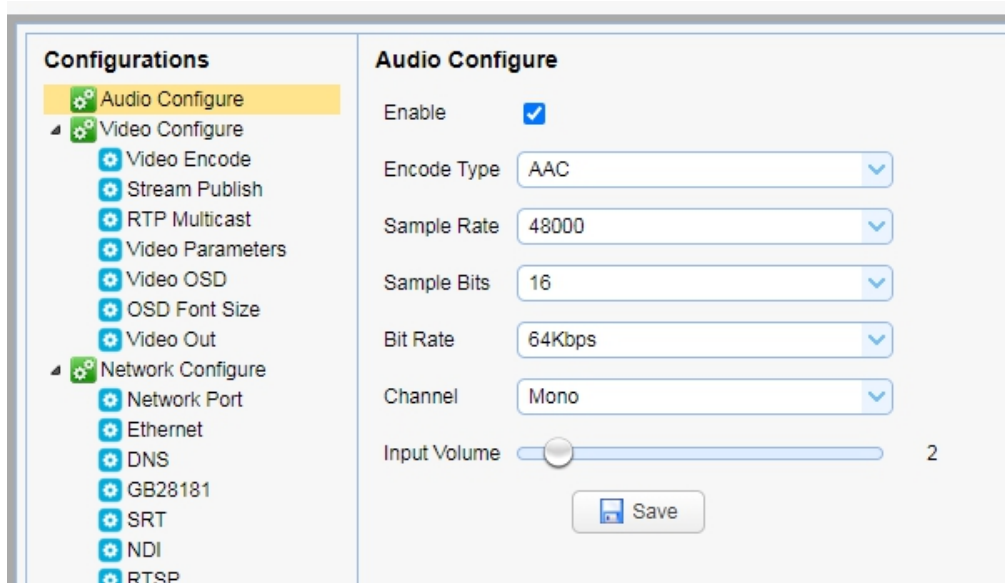 Configurations
Audio Configure
Video Configure
Video Encode
Stream Publish
RTP Multicast
Video Parameters
Video OSD
OSD Font Size
Video Out
Network Configure
Network Port
Ethernet
DNS
GB28181
SRT
NDI
RTSP
Audio Configure
Enable
Encode Type AAC
Sample Rate 48000
Sample Bits 16
Bit Rate 64Kbps
Channel Mono
Input Volume 2
Save